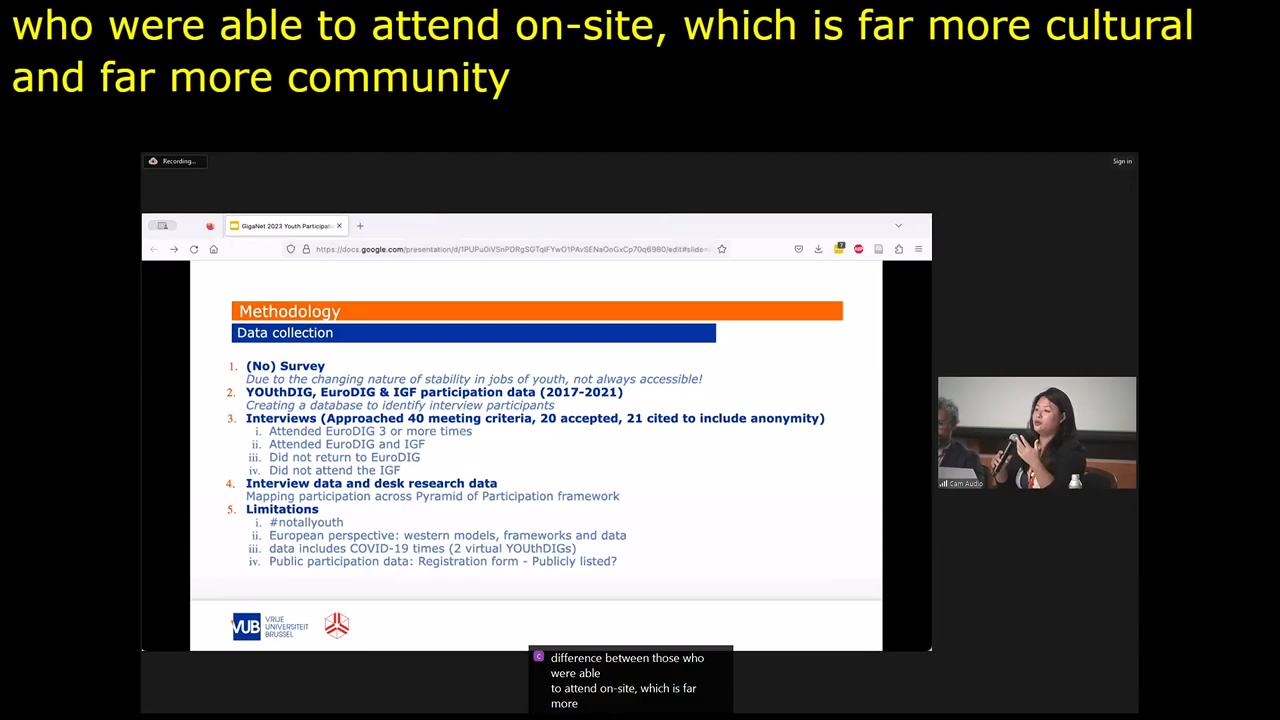 who were able to attend on-site, which is far more cultural
and far more community
Recording...
Sign in
GigaNet 2023 Youth Participati
Methodology
Data collection
1. (No) Survey
Due to the changing nature of stability in jobs of youth, not always accessible!
2. YOUthDIG, EuroDIG & IGF participation data (2017-2021)
Creating a database to identify interview participants
3. Interviews (Approached 40 meeting criteria, 20 accepted, 21 cited to include anonymity)
i. Attended EuroDIG 3 or more times
ii. Attended EuroDIG and IGF
iii. Did not return to EuroDIG
iv. Did not attend the IGF
4. Interview data and desk research data
Mapping participation across Pyramid of Participation framework
5. Limitations
i. #notallyouth
ii. European perspective: western models, frameworks and data
iii. data includes COVID-19 times (2 virtual YOUthDIGs)
iv. Public participation data: Registration form - Publicly listed?
VUB VRIJE
UNIVERSITEIT
BRUSSEL
Cam Audio
C difference between those who
were able
to attend on-site, which is far
more